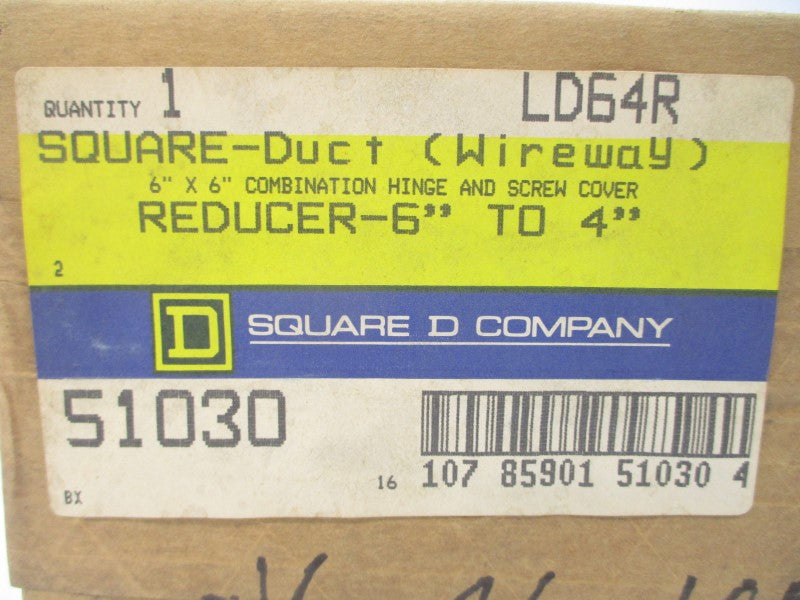 QUANTITY 1 LD64R
SQUARE-Duct (Wireway)
6" X 6" COMBINATION HINGE AND SCREW COVER
REDUCER-6" TO 4"
2
D SQUARE D COMPANY
51030
16 107 85901 51030 4
BX